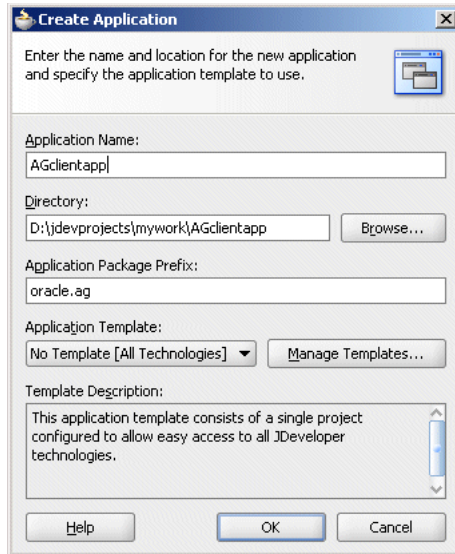 Create Application
Enter the name and location for the new application
and specify the application template to use.
Application Name:
AGclientapp
Directory:
D:\jdevprojects\mywork\AGclientapp
Browse...
Application Package Prefix:
oracle.ag
Application Template:
No Template [All Technologies]
Manage Templates...
Template Description:
This application template consists of a single project
configured to allow easy access to all JDeveloper
technologies.
Help
OK
Cancel